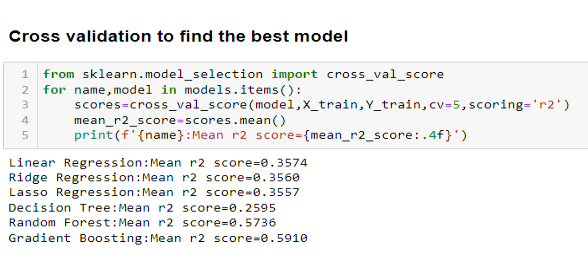 Cross validation to find the best model
1 from sklearn.model_selection import cross_val_score
2 for name,model in models.items():
3     scores=cross_val_score(model,X_train,Y_train,cv=5,scoring='r2')
4     mean_r2_score=scores.mean()
5     print(f'{name}:Mean r2 score={mean_r2_score:.4f}')
Linear Regression:Mean r2 score=0.3574
Ridge Regression:Mean r2 score=0.3560
Lasso Regression:Mean r2 score=0.3557
Decision Tree:Mean r2 score=0.2595
Random Forest:Mean r2 score=0.5736
Gradient Boosting:Mean r2 score=0.5910